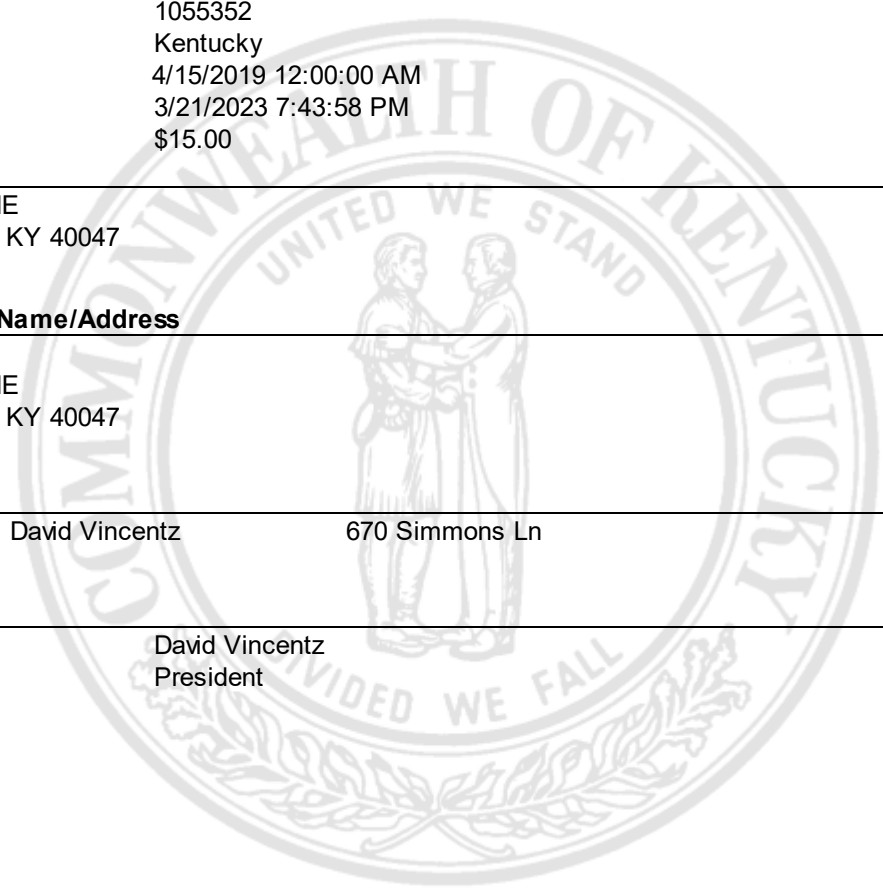 1055352
Kentucky
4/15/2019 12:00:00 AM
3/21/2023 7:43:58 PM
$15.00
KY 40047
Name/Address
KY 40047
David Vincentz 670 Simmons Ln
David Vincentz
President
COMMONWEALTH OF KENTUCKY
UNITED WE STAND
DIVIDED WE FALL